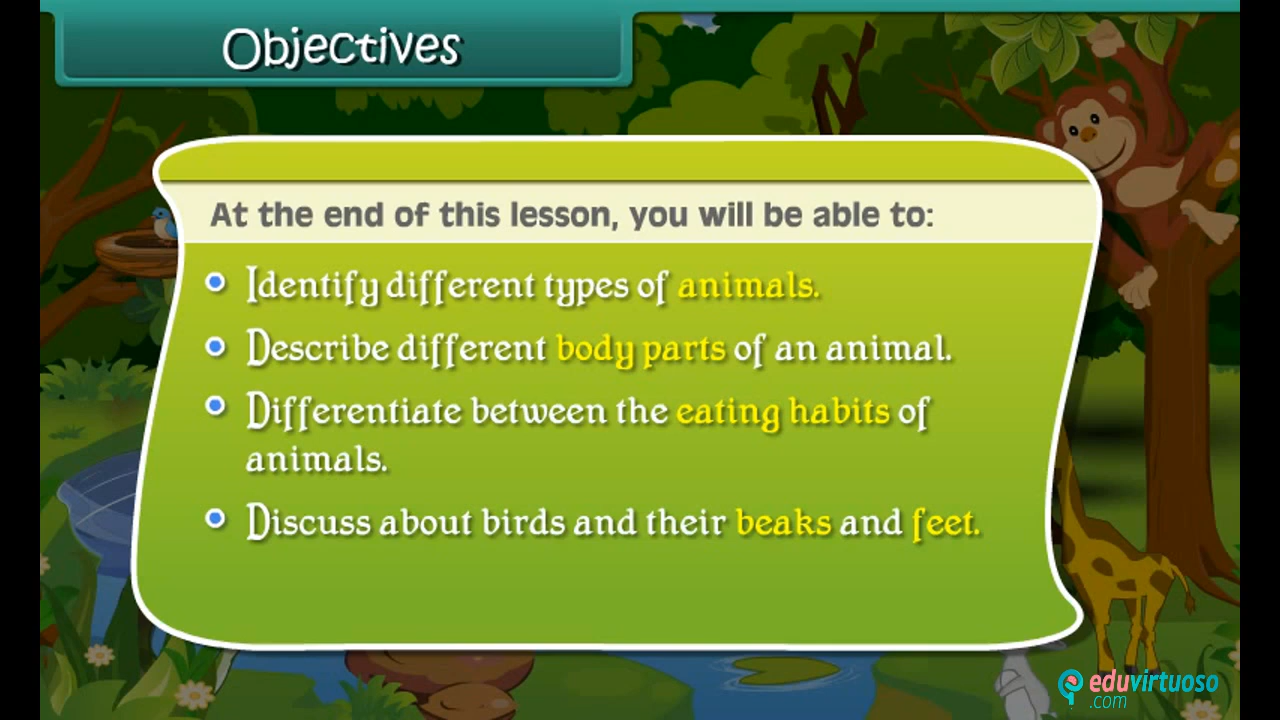 Objectives
At the end of this lesson, you will be able to:
Identify different types of animals.
Describe different body parts of an animal.
Differentiate between the eating habits of
animals.
Discuss about birds and their beaks and feet.
eduvirtuoso
.com